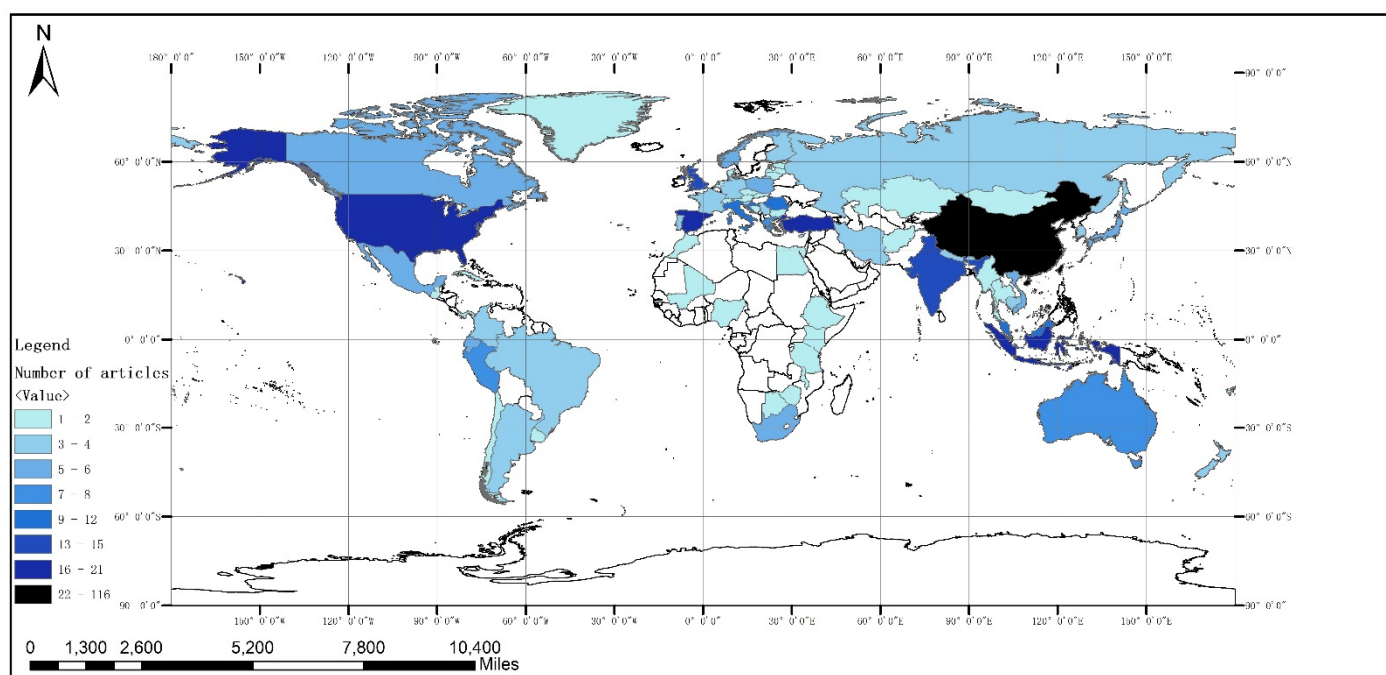 N
180° 0'0" 150° 0'0"W 120° 0'0"W 90° 0'0"W 60° 0'0"W 30° 0'0"W 0° 0'0" 30° 0'0"E 60° 0'0"E 90° 0'0"E 120° 0'0"E 150° 0'0"E
90° 0'0"N
60° 0'0"N 60° 0'0"N
30° 0'0"N 30° 0'0"N
0° 0'0" 0° 0'0"
30° 0'0"S 30° 0'0"S
60° 0'0"S 60° 0'0"S
90° 0'0"S 90° 0'0"S
150° 0'0"W 120° 0'0"W 90° 0'0"W 60° 0'0"W 30° 0'0"W 0° 0'0" 30° 0'0"E 60° 0'0"E 90° 0'0"E 120° 0'0"E 150° 0'0"E
Legend
Number of articles
<Value>
1 - 2
3 - 4
5 - 6
7 - 8
9 - 12
13 - 15
16 - 21
22 - 116
0 1,300 2,600 5,200 7,800 10,400
Miles